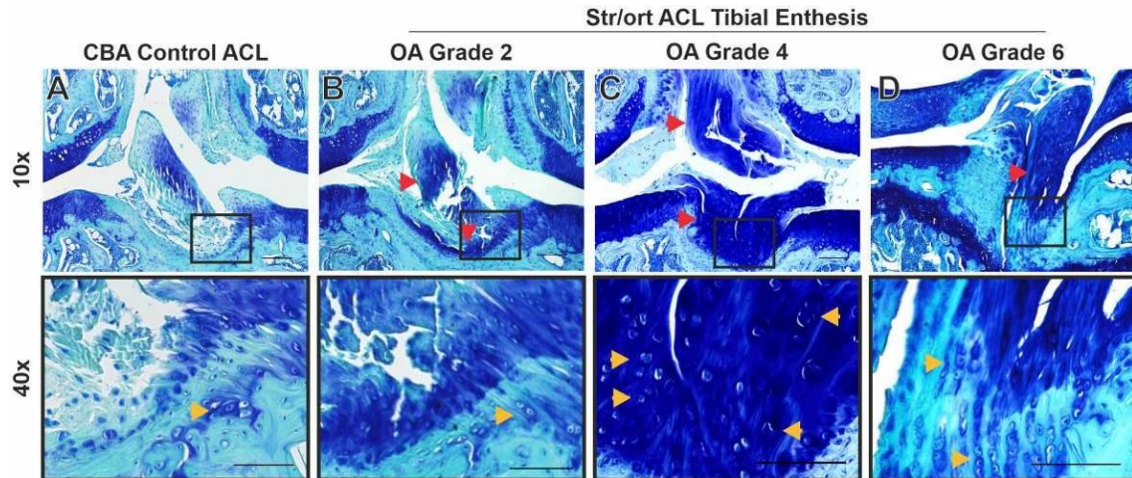 Str/ort ACL Tibial Enthesis
CBA Control ACL
OA Grade 2
OA Grade 4
OA Grade 6
10x
A
B
C
D
40x